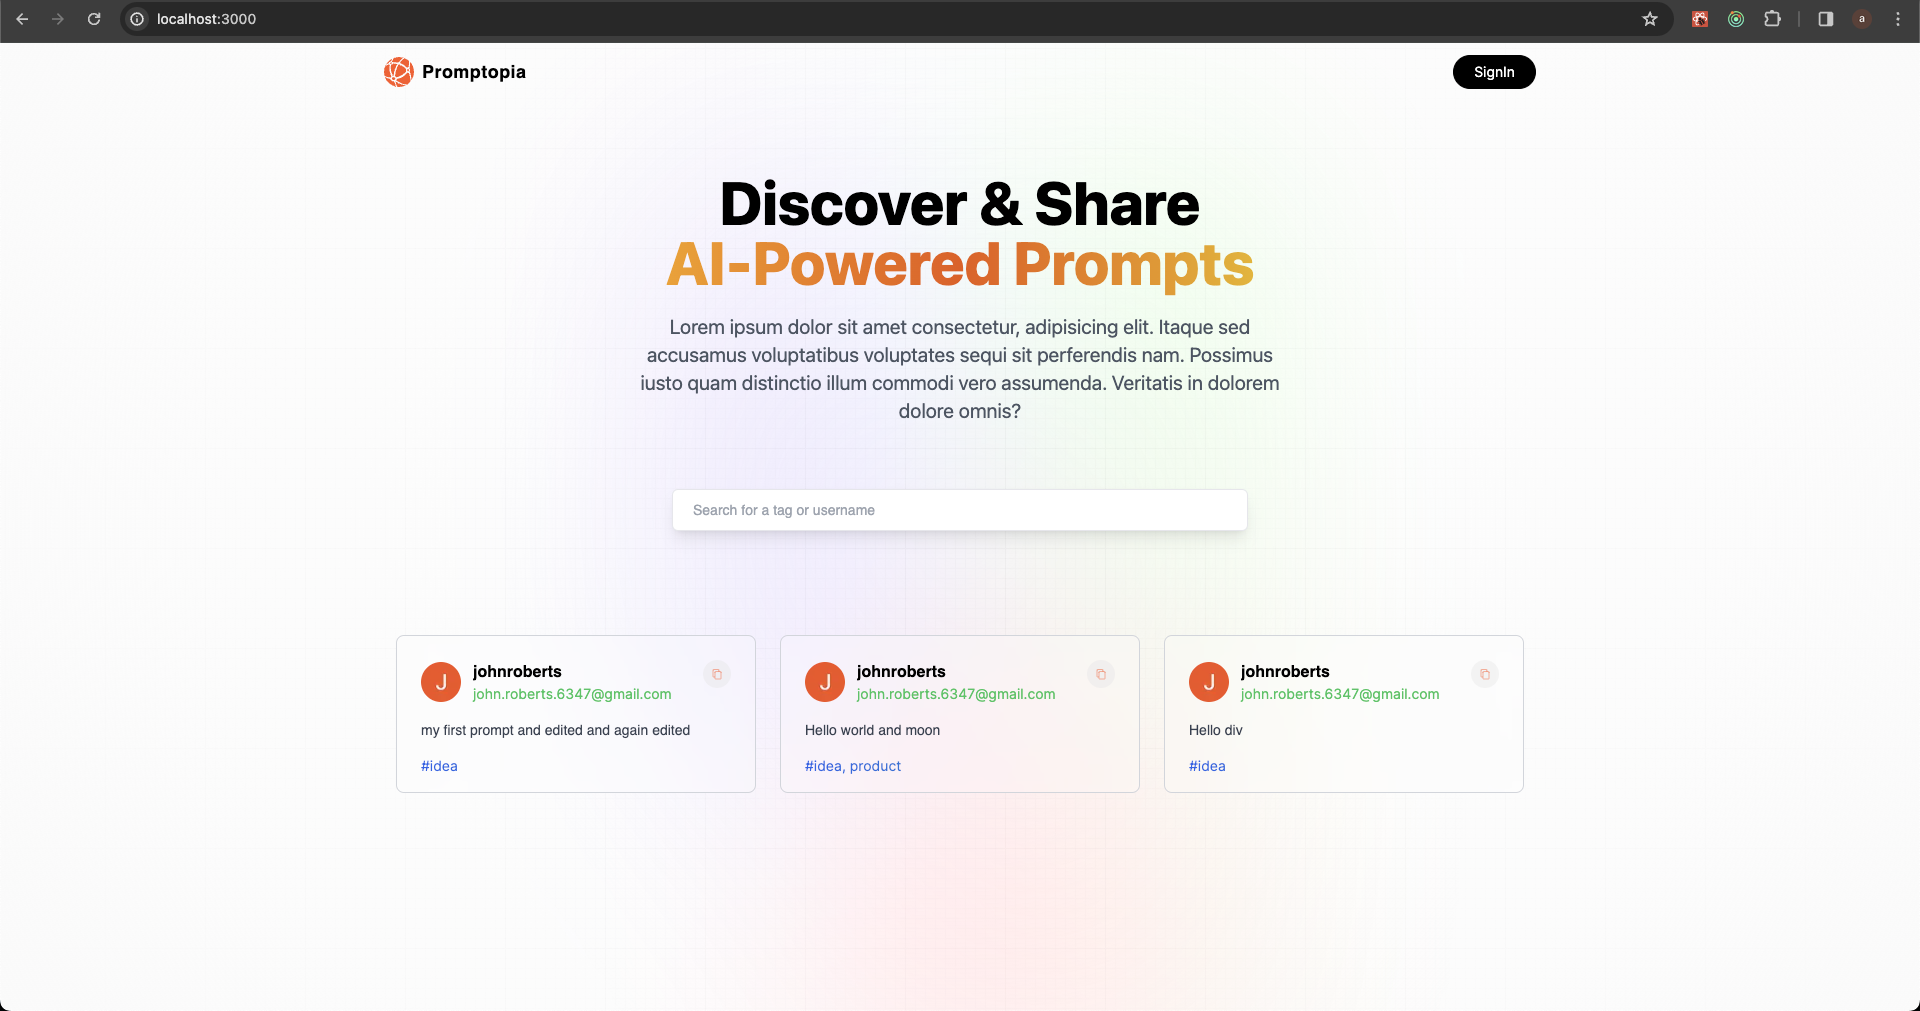 localhost:3000
a
Promptopia
SignIn
Discover & Share
AI-Powered Prompts
Lorem ipsum dolor sit amet consectetur, adipisicing elit. Itaque sed
accusamus voluptatibus voluptates sequi sit perferendis nam. Possimus
iusto quam distinctio illum commodi vero assumenda. Veritatis in dolorem
dolore omnis?
Search for a tag or username
J
johnroberts
john.roberts.6347@gmail.com
my first prompt and edited and again edited
#idea
J
johnroberts
john.roberts.6347@gmail.com
Hello world and moon
#idea, product
J
johnroberts
john.roberts.6347@gmail.com
Hello div
#idea